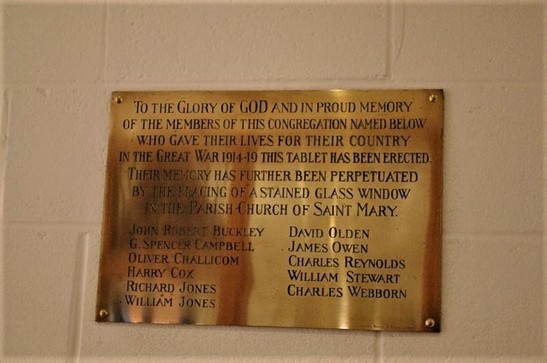 TO THE GLORY OF GOD AND IN PROUD MEMORY
OF THE MEMBERS OF THIS CONGREGATION NAMED BELOW
WHO GAVE THEIR LIVES FOR THEIR COUNTRY
IN THE GREAT WAR 1914-19 THIS TABLET HAS BEEN ERECTED.
THEIR MEMORY HAS FURTHER BEEN PERPETUATED
BY THE PLACING OF A STAINED GLASS WINDOW
IN THE PARISH CHURCH OF SAINT MARY.
JOHN ROBERT BUCKLEY
G. SPENCER CAMPBELL
OLIVER CHALLICOM
HARRY COX
RICHARD JONES
WILLIAM JONES
DAVID OLDEN
JAMES OWEN
CHARLES REYNOLDS
WILLIAM STEWART
CHARLES WEBBORN